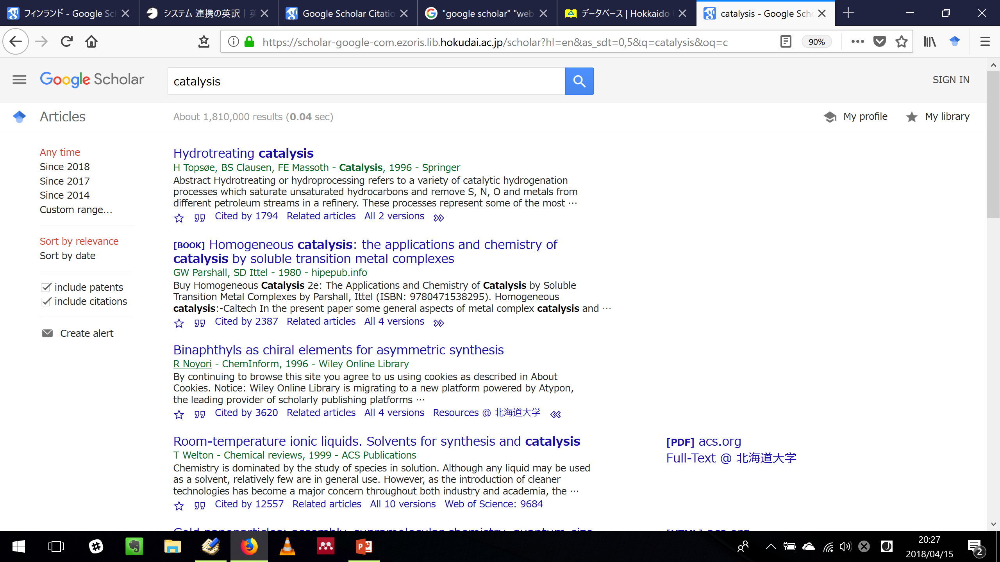 フィンランド - Google Sch
システム 連携の英訳｜英
Google Scholar Citatio
"google scholar" "web
データベース | Hokkaido U
catalysis - Google Scho
https://scholar-google-com.ezoris.lib.hokudai.ac.jp/scholar?hl=en&as_sdt=0,5&q=catalysis&oq=c
90%
Google Scholar
catalysis
SIGN IN
Articles
About 1,810,000 results (0.04 sec)
My profile
My library
Any time
Since 2018
Since 2017
Since 2014
Custom range...
Sort by relevance
Sort by date
include patents
include citations
Create alert
Hydrotreating catalysis
H Topsøe, BS Clausen, FE Massoth - Catalysis, 1996 - Springer
Abstract Hydrotreating or hydroprocessing refers to a variety of catalytic hydrogenation
processes which saturate unsaturated hydrocarbons and remove S, N, O and metals from
different petroleum streams in a refinery. These processes represent some of the most …
Cited by 1794 Related articles All 2 versions
[BOOK] Homogeneous catalysis: the applications and chemistry of
catalysis by soluble transition metal complexes
GW Parshall, SD Ittel - 1980 - hipepub.info
Buy Homogeneous Catalysis 2e: The Applications and Chemistry of Catalysis by Soluble
Transition Metal Complexes by Parshall, Ittel (ISBN: 9780471538295). Homogeneous
catalysis:-Caltech In the present paper some general aspects of metal complex catalysis and …
Cited by 2387 Related articles All 4 versions
Binaphthyls as chiral elements for asymmetric synthesis
R Noyori - ChemInform, 1996 - Wiley Online Library
By continuing to browse this site you agree to us using cookies as described in About
Cookies. Notice: Wiley Online Library is migrating to a new platform powered by Atypon,
the leading provider of scholarly publishing platforms …
Cited by 3620 Related articles All 4 versions Resources @ 北海道大学
Room-temperature ionic liquids. Solvents for synthesis and catalysis
T Welton - Chemical reviews, 1999 - ACS Publications
Chemistry is dominated by the study of species in solution. Although any liquid may be used
as a solvent, relatively few are in general use. However, as the introduction of cleaner
technologies has become a major concern throughout both industry and academia, the …
Cited by 12557 Related articles All 10 versions Web of Science: 9684
[PDF] acs.org
Full-Text @ 北海道大学
Gold nanoparticles: assembly, supramolecular chemistry, quantum-size
[HTML] acs.org
20:27
2018/04/15
2